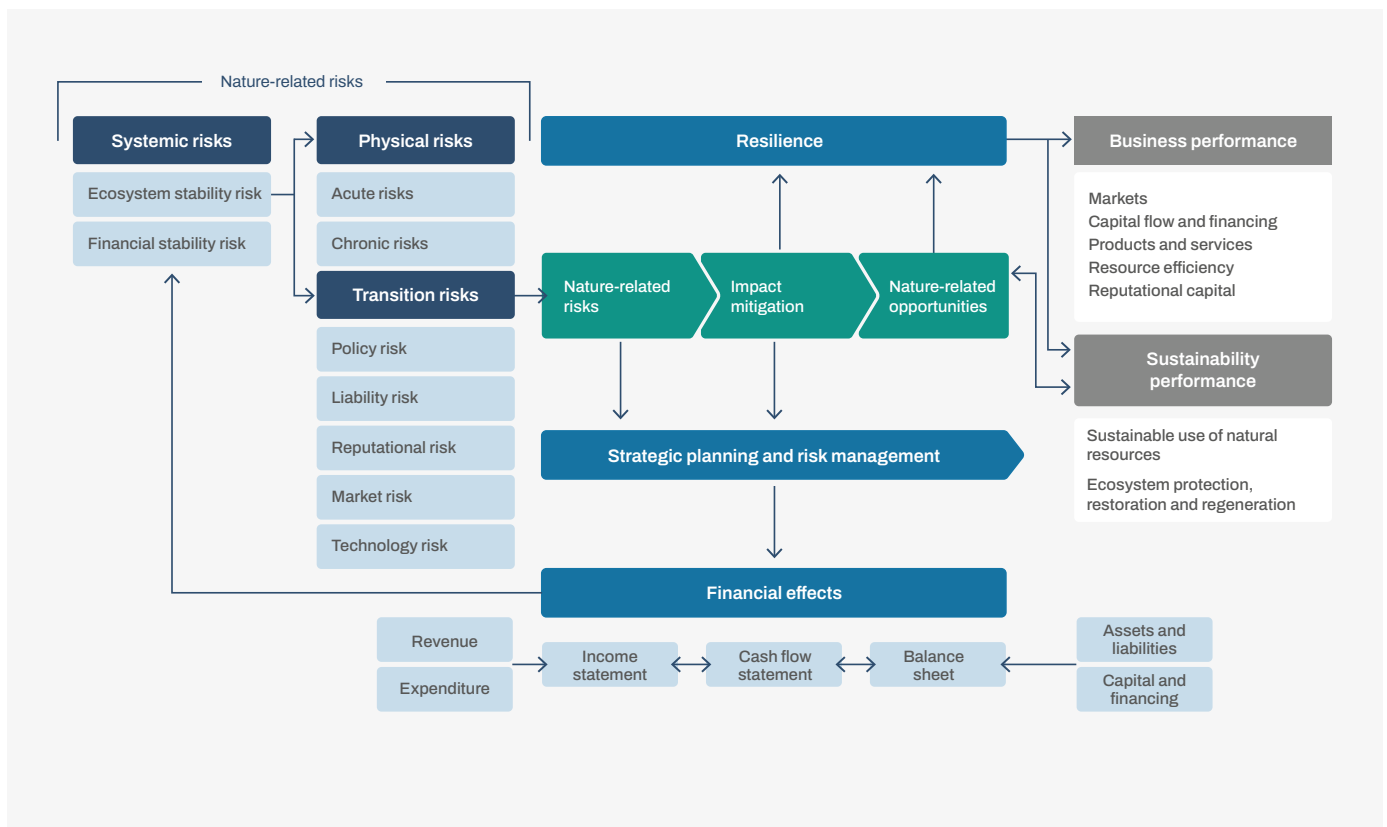 Nature-related risks
Systemic risks
Ecosystem stability risk
Financial stability risk
Physical risks
Acute risks
Chronic risks
Transition risks
Policy risk
Liability risk
Reputational risk
Market risk
Technology risk
Resilience
Nature-related
risks
Impact
mitigation
Nature-related
opportunities
Strategic planning and risk management
Financial effects
Business performance
Markets
Capital flow and financing
Products and services
Resource efficiency
Reputational capital
Sustainability
performance
Sustainable use of natural
resources
Ecosystem protection,
restoration and regeneration
Revenue
Expenditure
Income
statement
Cash flow
statement
Balance
sheet
Assets and
liabilities
Capital and
financing